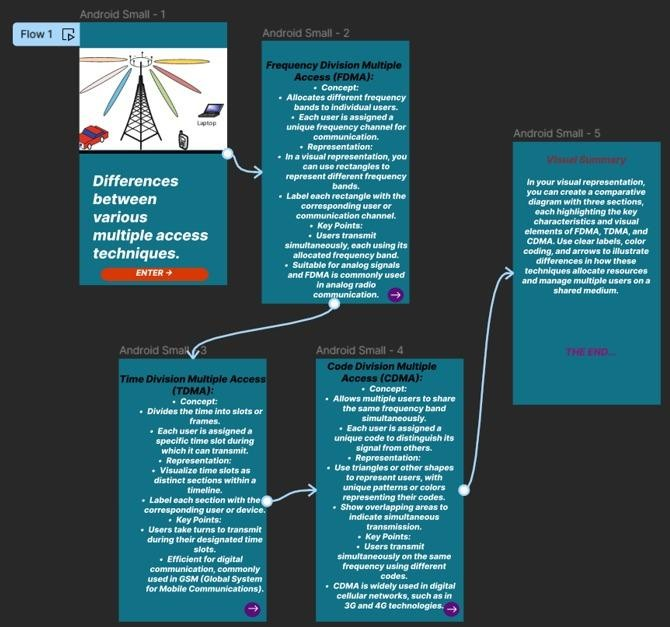 Flow 1
Android Small - 1
Laptop
Differences
between
various
multiple access
techniques.
ENTER →
Android Small - 2
Frequency Division Multiple
Access (FDMA):
• Concept:
• Allocates different frequency
bands to individual users.
• Each user is assigned a
unique frequency channel for
communication.
• Representation:
• In a visual representation, you
can use rectangles to
represent different frequency
bands.
• Label each rectangle with the
corresponding user or
communication channel.
• Key Points:
• Users transmit
simultaneously, each using its
allocated frequency band.
• Suitable for analog signals
and FDMA is commonly used
in analog radio
communication.
→
Android Small - 3
Time Division Multiple Access
(TDMA):
• Concept:
• Divides the time into slots or
frames.
• Each user is assigned a
specific time slot during
which it can transmit.
• Representation:
• Visualize time slots as
distinct sections within a
timeline.
• Label each section with the
corresponding user or device.
• Key Points:
• Users take turns to transmit
during their designated time
slots.
• Efficient for digital
communication, commonly
used in GSM (Global System
for Mobile Communications).
→
Android Small - 4
Code Division Multiple
Access (CDMA):
• Concept:
• Allows multiple users to share
the same frequency band
simultaneously.
• Each user is assigned a
unique code to distinguish its
signal from others.
• Representation:
• Use triangles or other shapes
to represent users, with
unique patterns or colors
representing their codes.
• Show overlapping areas to
indicate simultaneous
transmission.
• Key Points:
• Users transmit
simultaneously on the same
frequency using different
codes.
• CDMA is widely used in digital
cellular networks, such as in
3G and 4G technologies.
→
Android Small - 5
Visual Summary
In your visual representation,
you can create a comparative
diagram with three sections,
each highlighting the key
characteristics and visual
elements of FDMA, TDMA, and
CDMA. Use clear labels, color
coding, and arrows to illustrate
differences in how these
techniques allocate resources
and manage multiple users on a
shared medium.
THE END...